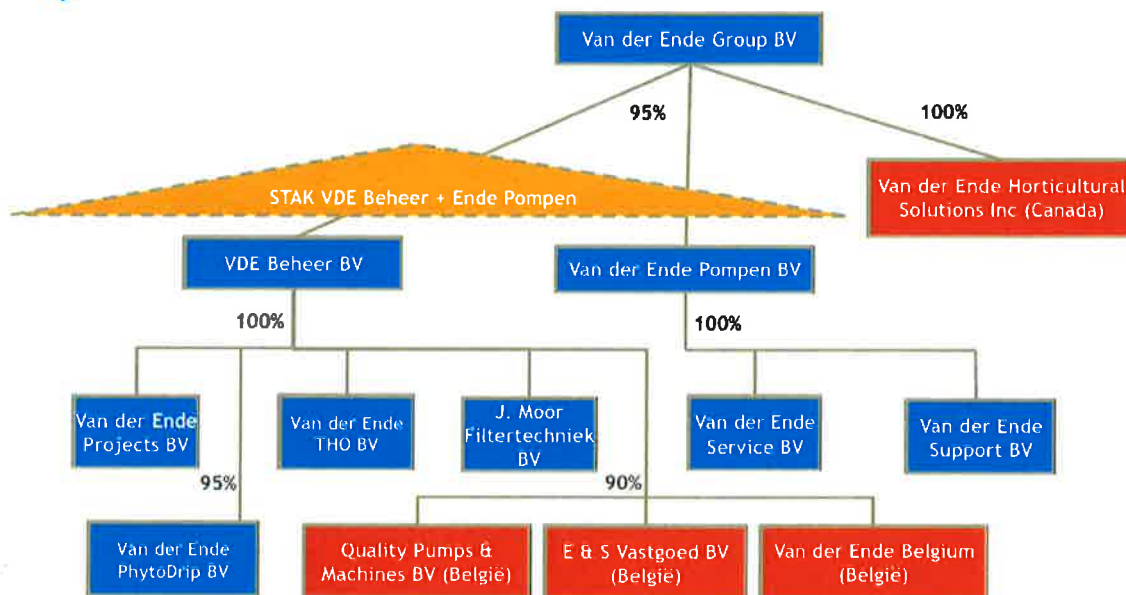 Van der Ende Group BV
95%
100%
STAK VDE Beheer + Ende Pompen
Van der Ende Horticultural
Solutions Inc (Canada)
VDE Beheer BV
Van der Ende Pompen BV
100%
100%
Van der Ende
Projects BV
Van der Ende
THO BV
J. Moor
Filtertechniek
BV
Van der Ende
Service BV
Van der Ende
Support BV
95%
90%
Van der Ende
PhytoDrip BV
Quality Pumps &
Machines BV (België)
E & S Vastgoed BV
(België)
Van der Ende Belgium
(België)